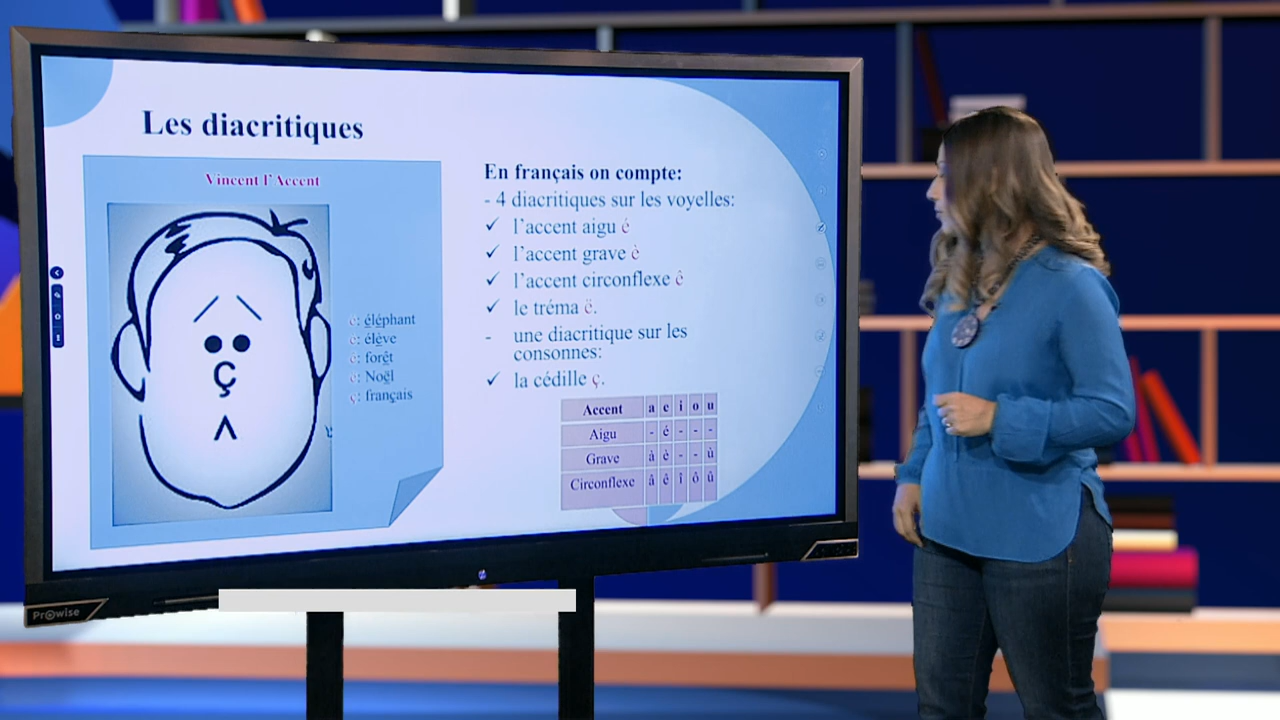 Les diacritiques
Vincent l'Accent
Ç
^
é: éléphant
è: élève
ê: forêt
ë: Noël
ç: français
En français on compte:
- 4 diacritiques sur les voyelles:
✓ l'accent aigu é
✓ l'accent grave è
✓ l'accent circonflexe ê
✓ le tréma ë.
- une diacritique sur les
consonnes:
✓ la cédille ç.
Accent a e i o u
Aigu - é - - -
Grave à è - - ù
Circonflexe â ê î ô û
Prowise